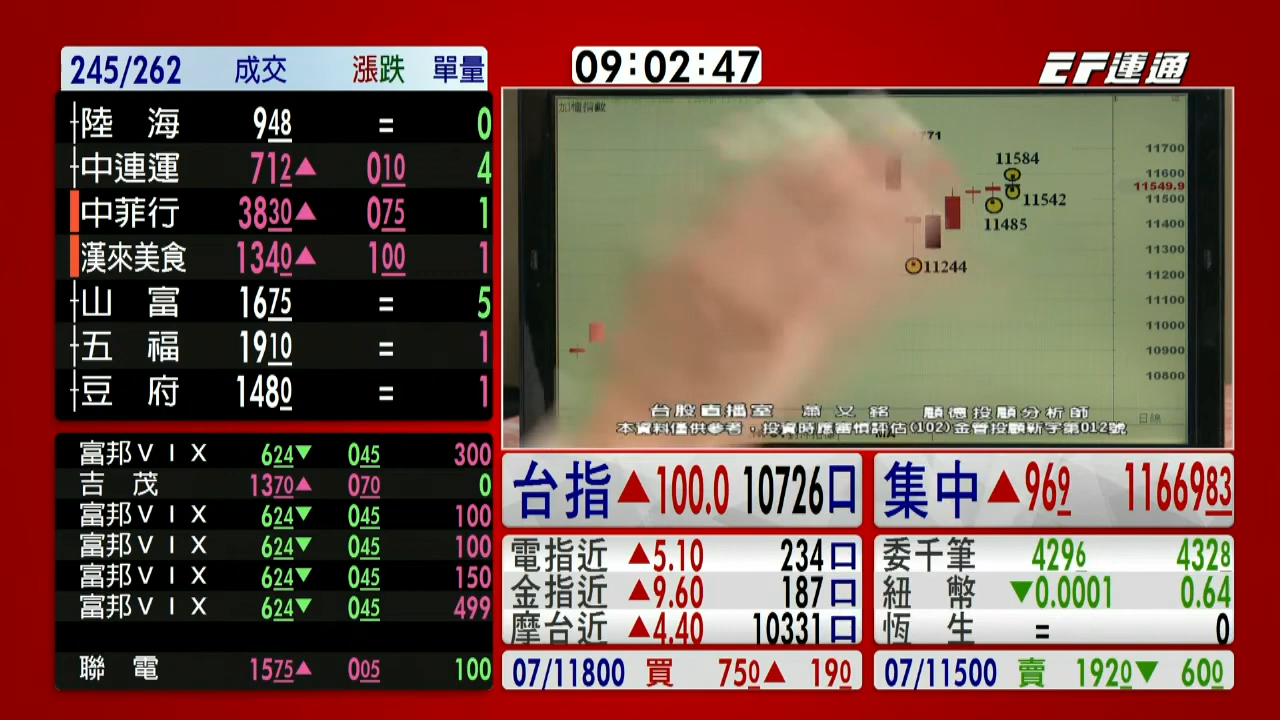 245/262 成交 漲跌 單量
陸海 948 = 0
中連運 712▲ 010 4
中菲行 3830▲ 075 1
漢來美食 1340▲ 100 1
山富 1675 = 5
五福 1910 = 1
豆府 1480 = 1
富邦VIX 624▼ 045 300
吉茂 1370▲ 070 0
富邦VIX 624▼ 045 100
富邦VIX 624▼ 045 100
富邦VIX 624▼ 045 150
富邦VIX 624▼ 045 499
聯電 1575▲ 005 100
09:02:47
EF運通
加權指數
11584
11542
11485
11244
11700
11600
11549.9
11500
11400
11300
11200
11100
11000
10900
10800
日線
台股直播室 蕭又銘 顧德投顧分析師
本資料僅供參考,投資時應審慎評估(102)金管投顧新字第012號
台指▲100.0 10726口
集中▲969 1166983
電指近 ▲5.10 234口
金指近 ▲9.60 187口
摩台近 ▲4.40 10331口
委千筆 4296 4328
紐幣 ▼0.0001 0.64
恆生 = 0
07/11800 買 750▲ 190
07/11500 賣 1920▼ 600